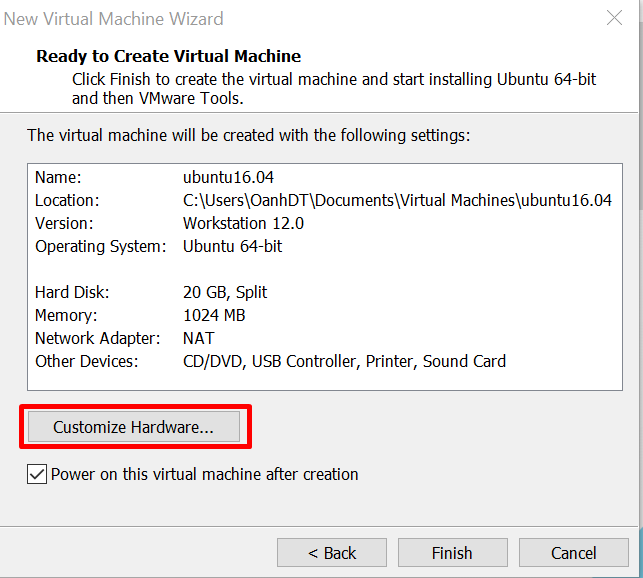 New Virtual Machine Wizard
Ready to Create Virtual Machine
Click Finish to create the virtual machine and start installing Ubuntu 64-bit
and then VMware Tools.
The virtual machine will be created with the following settings:
Name: ubuntu16.04
Location: C:\Users\OanhDT\Documents\Virtual Machines\ubuntu16.04
Version: Workstation 12.0
Operating System: Ubuntu 64-bit
Hard Disk: 20 GB, Split
Memory: 1024 MB
Network Adapter: NAT
Other Devices: CD/DVD, USB Controller, Printer, Sound Card
Customize Hardware...
Power on this virtual machine after creation
< Back Finish Cancel